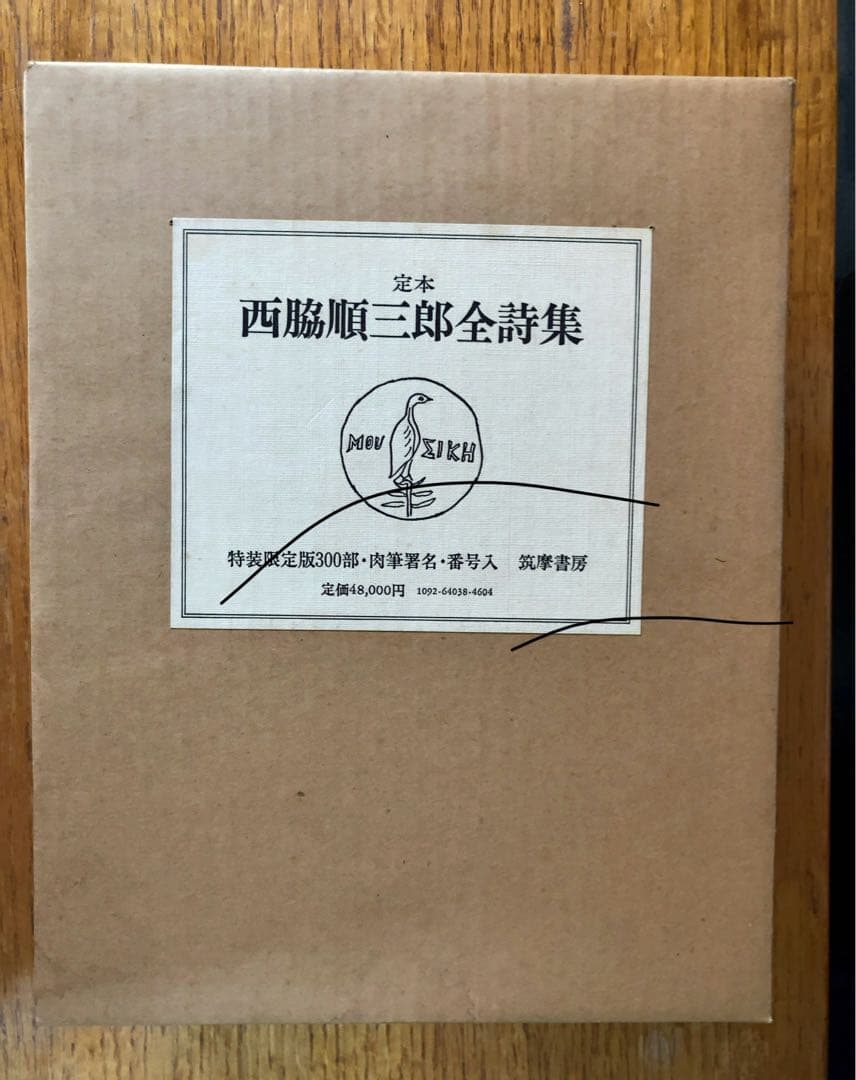 定本
西脇順三郎全詩集
ΜΟΥ ΣΙΚΗ
特装限定版300部・肉筆署名・番号入 筑摩書房
定価48,000円 1092-64038-4604